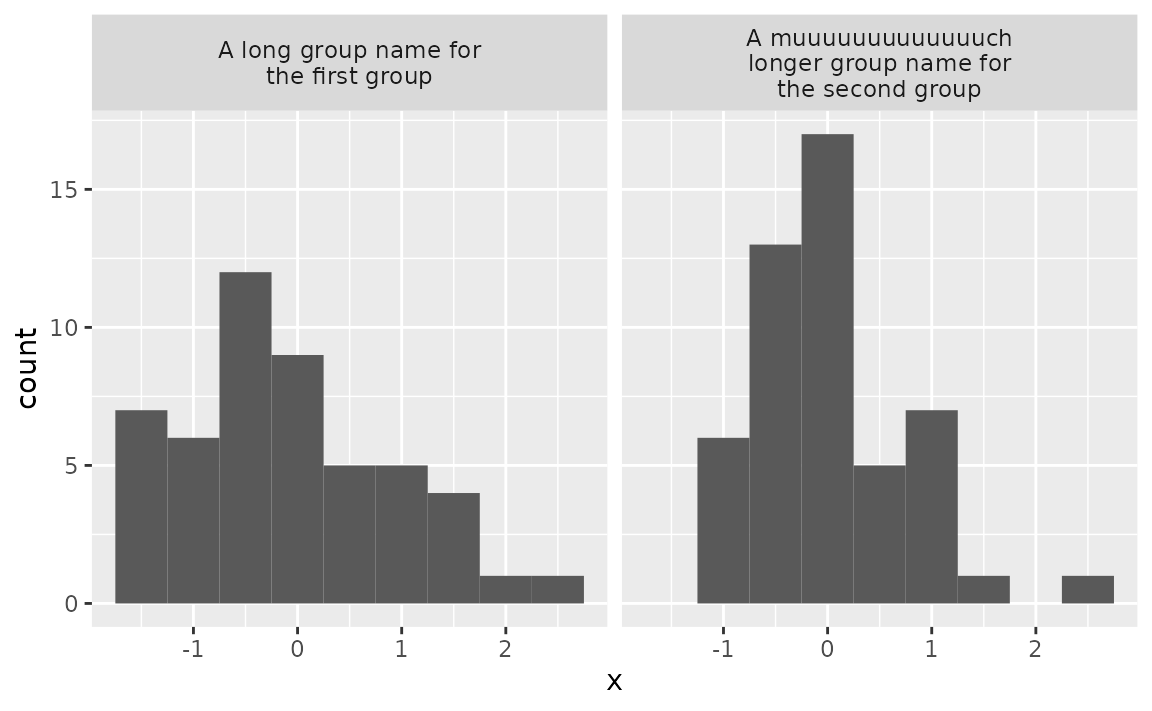 A long group name for
the first group
A muuuuuuuuuuuuuch
longer group name for
the second group
15
10
5
0
count
-1 0 1 2
-1 0 1 2
x